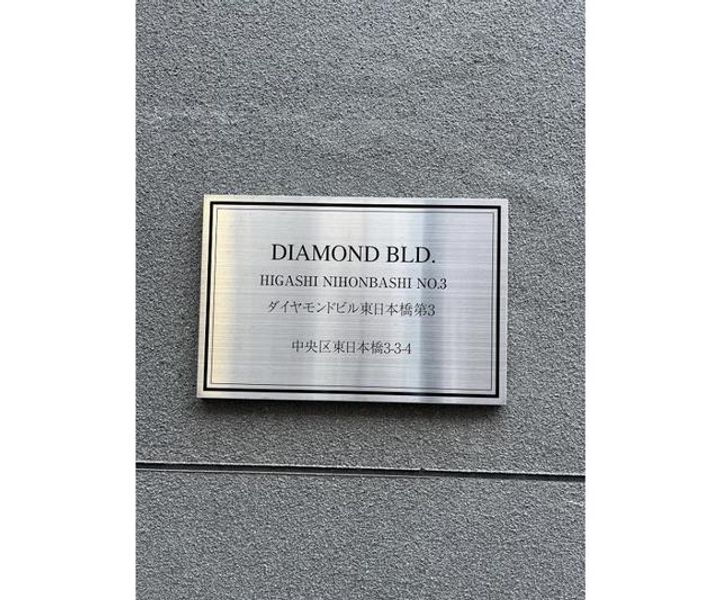 DIAMOND BLD.
HIGASHI NIHONBASHI NO.3
ダイヤモンドビル東日本橋第3
中央区東日本橋3-3-4